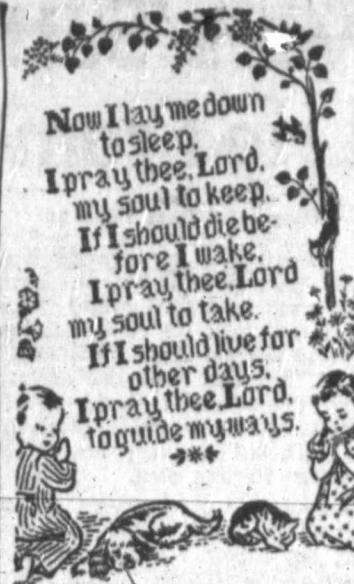 Now I lay me down
to sleep,
I pray thee, Lord,
my soul to keep.
If I should die be-
fore I wake,
I pray thee, Lord
my soul to take.
If I should live for
other days,
I pray thee, Lord,
to guide my ways.